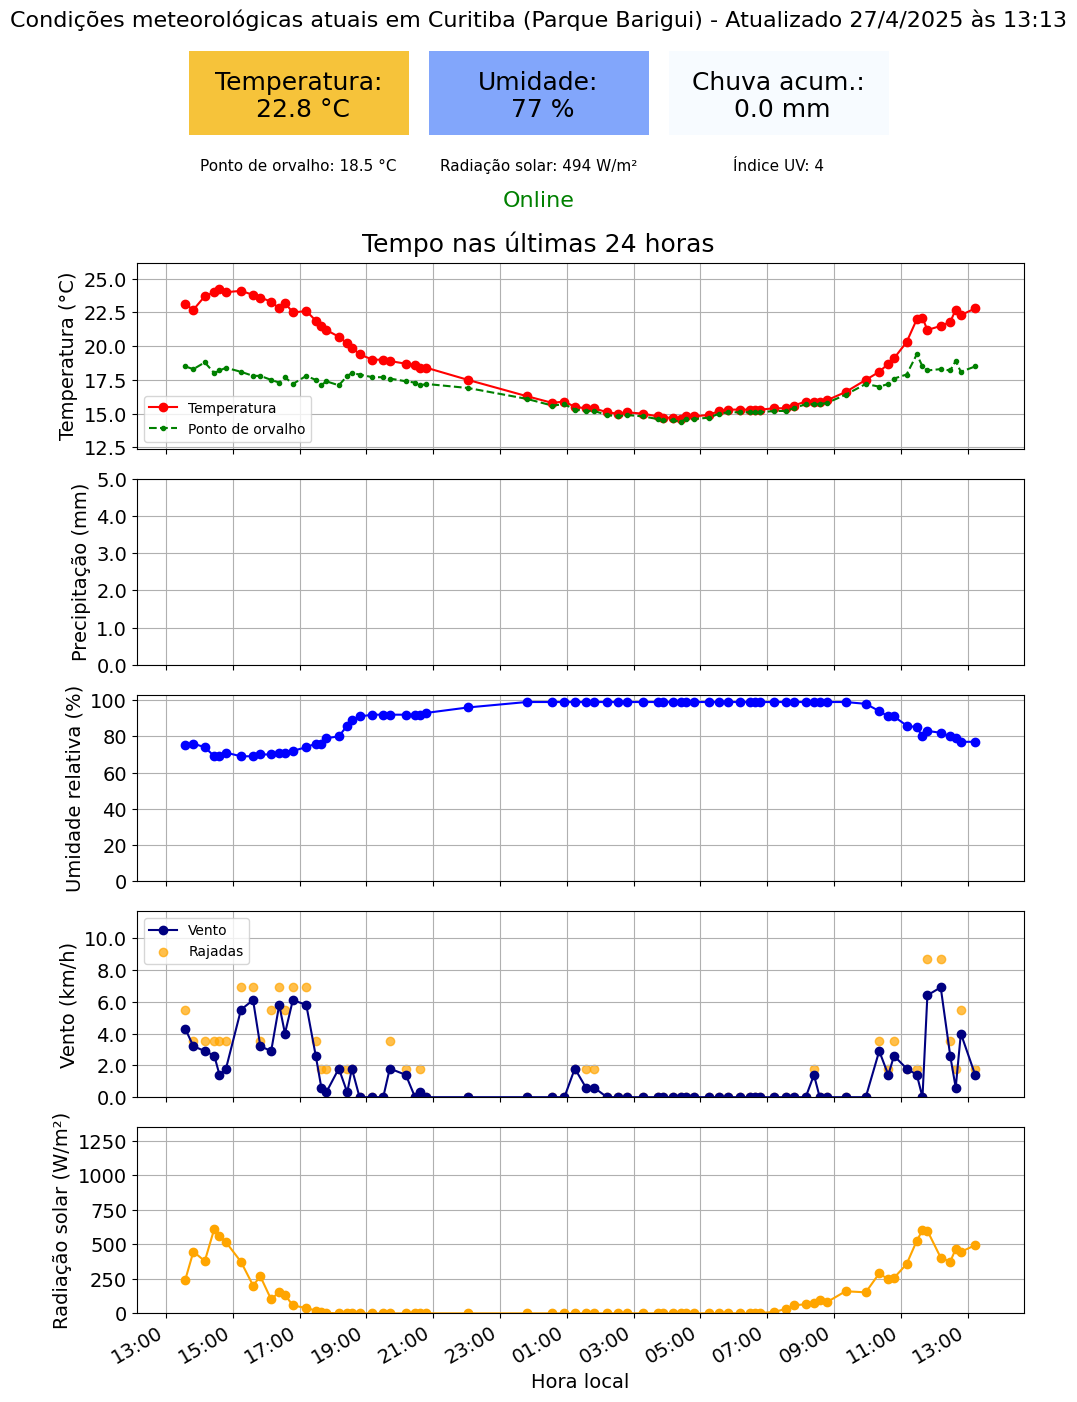 Condições meteorológicas atuais em Curitiba (Parque Barigui) - Atualizado 27/4/2025 às 13:13
Temperatura:
22.8 °C
Umidade:
77 %
Chuva acum.:
0.0 mm
Ponto de orvalho: 18.5 °C
Radiação solar: 494 W/m²
Índice UV: 4
Online
Tempo nas últimas 24 horas
Temperatura (°C)
25.0
22.5
20.0
17.5
15.0
12.5
Temperatura
Ponto de orvalho
Precipitação (mm)
5.0
4.0
3.0
2.0
1.0
0.0
Umidade relativa (%)
100
80
60
40
20
0
Vento (km/h)
10.0
8.0
6.0
4.0
2.0
0.0
Vento
Rajadas
Radiação solar (W/m²)
1250
1000
750
500
250
0
13:00
15:00
17:00
19:00
21:00
23:00
01:00
03:00
05:00
07:00
09:00
11:00
13:00
Hora local